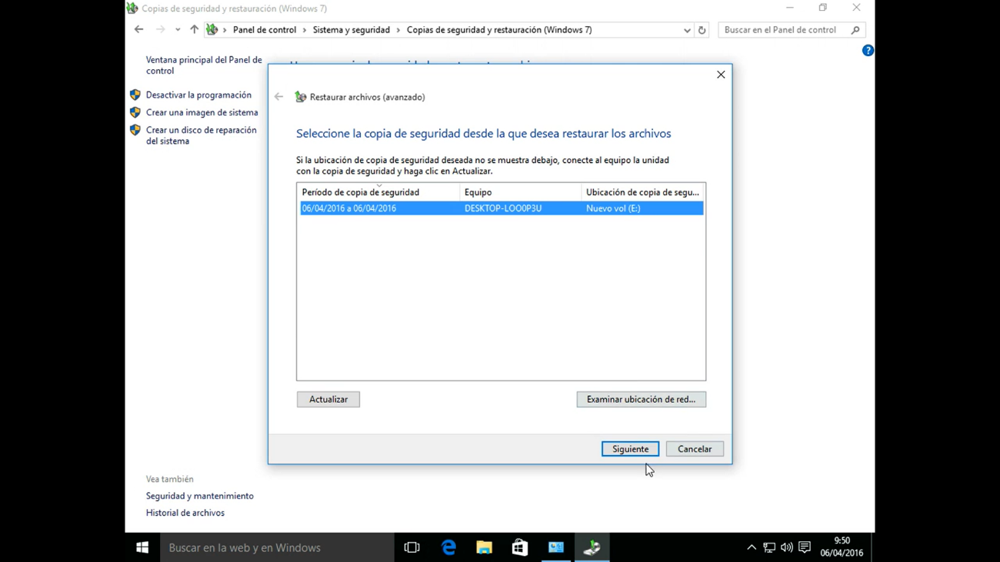 Copias de seguridad y restauración (Windows 7)
Panel de control > Sistema y seguridad > Copias de seguridad y restauración (Windows 7)
Buscar en el Panel de control
Ventana principal del Panel de
control
Desactivar la programación
Crear una imagen de sistema
Crear un disco de reparación
del sistema
Restaurar archivos (avanzado)
Seleccione la copia de seguridad desde la que desea restaurar los archivos
Si la ubicación de copia de seguridad deseada no se muestra debajo, conecte al equipo la unidad
con la copia de seguridad y haga clic en Actualizar.
Período de copia de seguridad Equipo Ubicación de copia de segu...
06/04/2016 a 06/04/2016 DESKTOP-LOO0P3U Nuevo vol (E:)
Actualizar Examinar ubicación de red...
Siguiente Cancelar
Vea también
Seguridad y mantenimiento
Historial de archivos
Buscar en la web y en Windows
9:50
06/04/2016